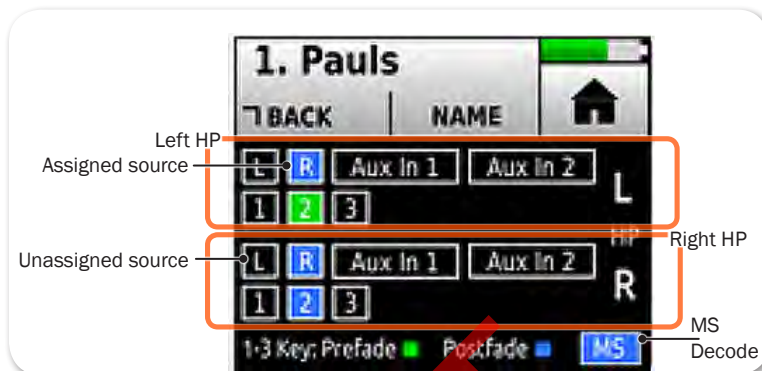 1. Pauls
BACK NAME
Left HP
Assigned source
L R Aux In 1 Aux In 2 L
1 2 3
HP Right HP
Unassigned source
L R Aux In 1 Aux In 2 R
1 2 3
MS
Decode
1-3 Key: Prefade Postfade MS